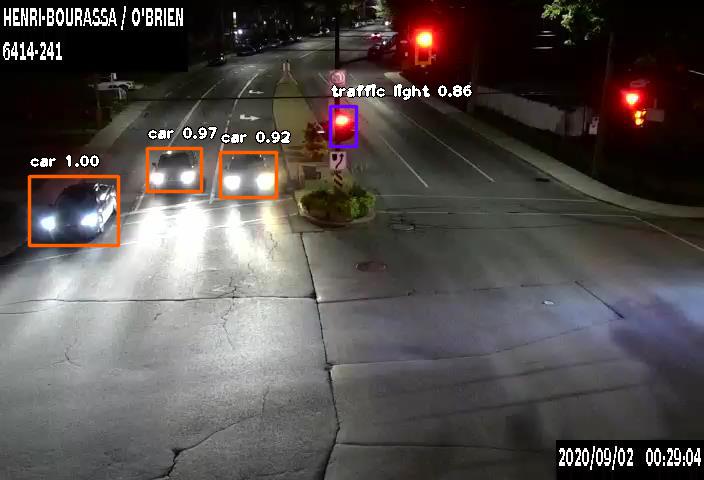 HENRI-BOURASSA / O'BRIEN
6414-241
traffic light 0.86
car 0.97
car 0.92
car 1.00
2020/09/02 00:29:04